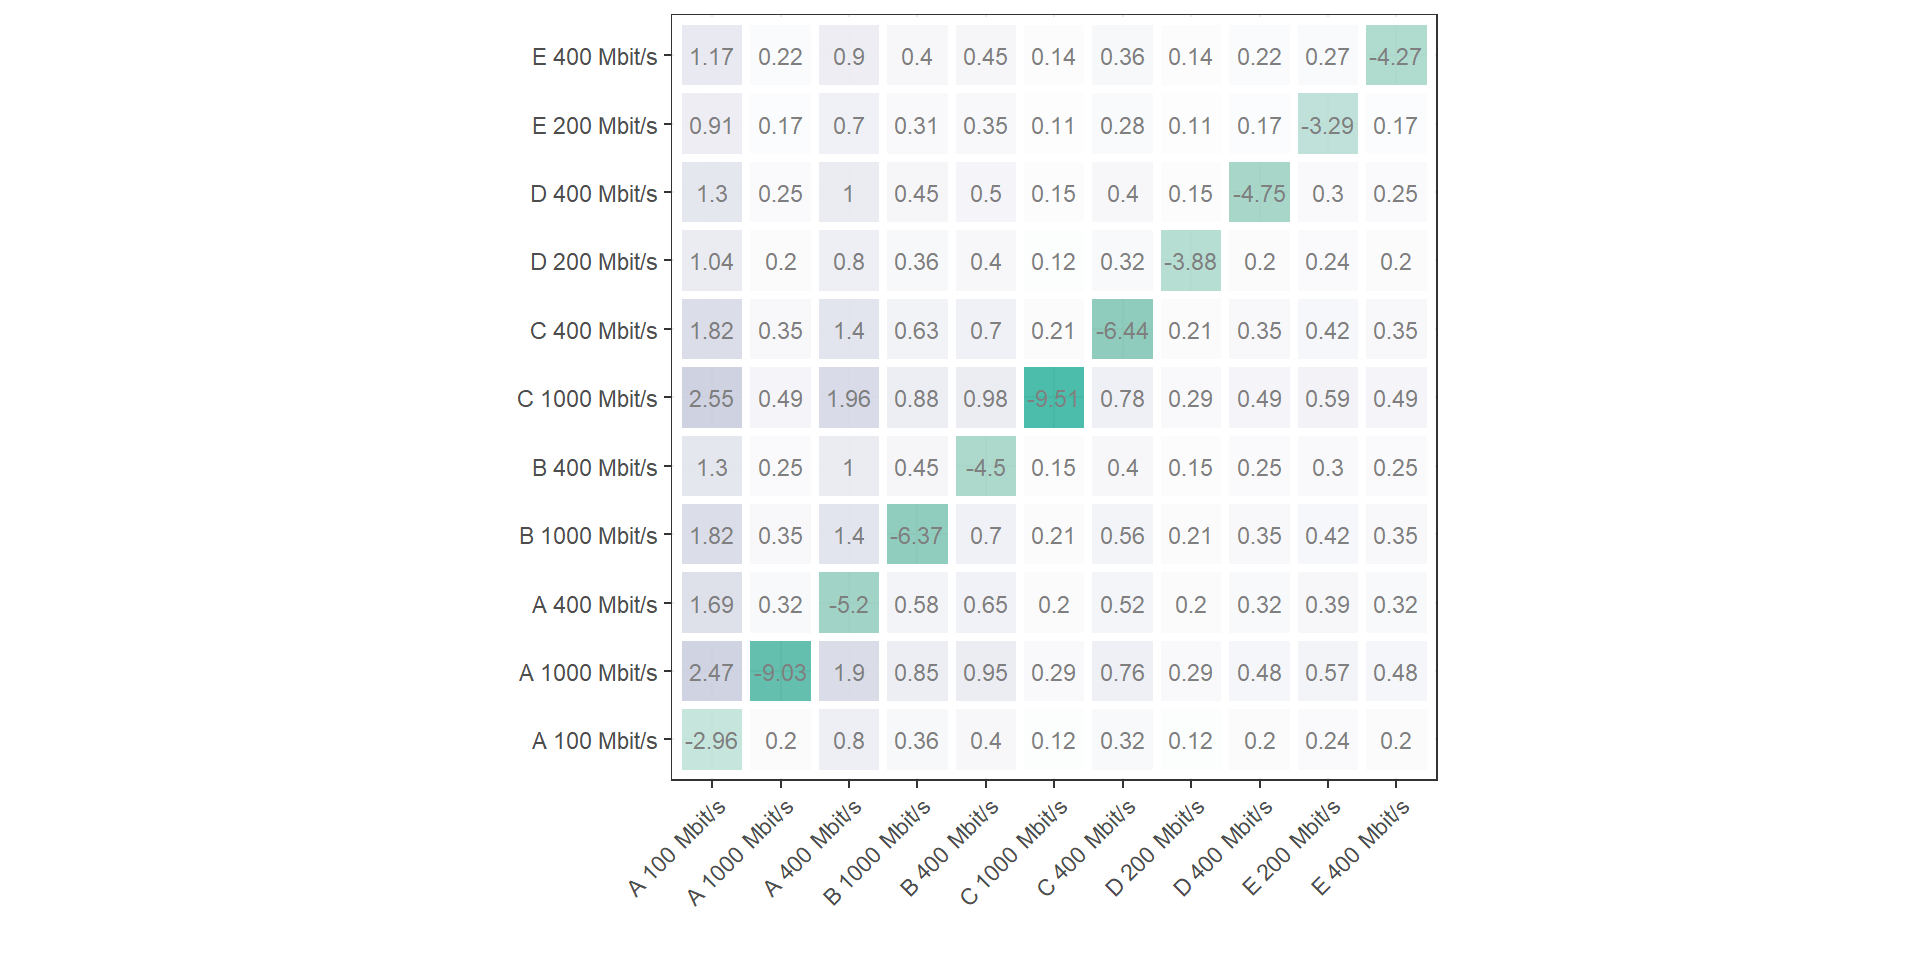 E 400 Mbit/s 1.17 0.22 0.9 0.4 0.45 0.14 0.36 0.14 0.22 0.27 -4.27
E 200 Mbit/s 0.91 0.17 0.7 0.31 0.35 0.11 0.28 0.11 0.17 -3.29 0.17
D 400 Mbit/s 1.3 0.25 1 0.45 0.5 0.15 0.4 0.15 -4.75 0.3 0.25
D 200 Mbit/s 1.04 0.2 0.8 0.36 0.4 0.12 0.32 -3.88 0.2 0.24 0.2
C 400 Mbit/s 1.82 0.35 1.4 0.63 0.7 0.21 -6.44 0.21 0.35 0.42 0.35
C 1000 Mbit/s 2.55 0.49 1.96 0.88 0.98 -9.51 0.78 0.29 0.49 0.59 0.49
B 400 Mbit/s 1.3 0.25 1 0.45 -4.5 0.15 0.4 0.15 0.25 0.3 0.25
B 1000 Mbit/s 1.82 0.35 1.4 -6.37 0.7 0.21 0.56 0.21 0.35 0.42 0.35
A 400 Mbit/s 1.69 0.32 -5.2 0.58 0.65 0.2 0.52 0.2 0.32 0.39 0.32
A 1000 Mbit/s 2.47 -9.03 1.9 0.85 0.95 0.29 0.76 0.29 0.48 0.57 0.48
A 100 Mbit/s -2.96 0.2 0.8 0.36 0.4 0.12 0.32 0.12 0.2 0.24 0.2
A 100 Mbit/s
A 1000 Mbit/s
A 400 Mbit/s
B 1000 Mbit/s
B 400 Mbit/s
C 1000 Mbit/s
C 400 Mbit/s
D 200 Mbit/s
D 400 Mbit/s
E 200 Mbit/s
E 400 Mbit/s